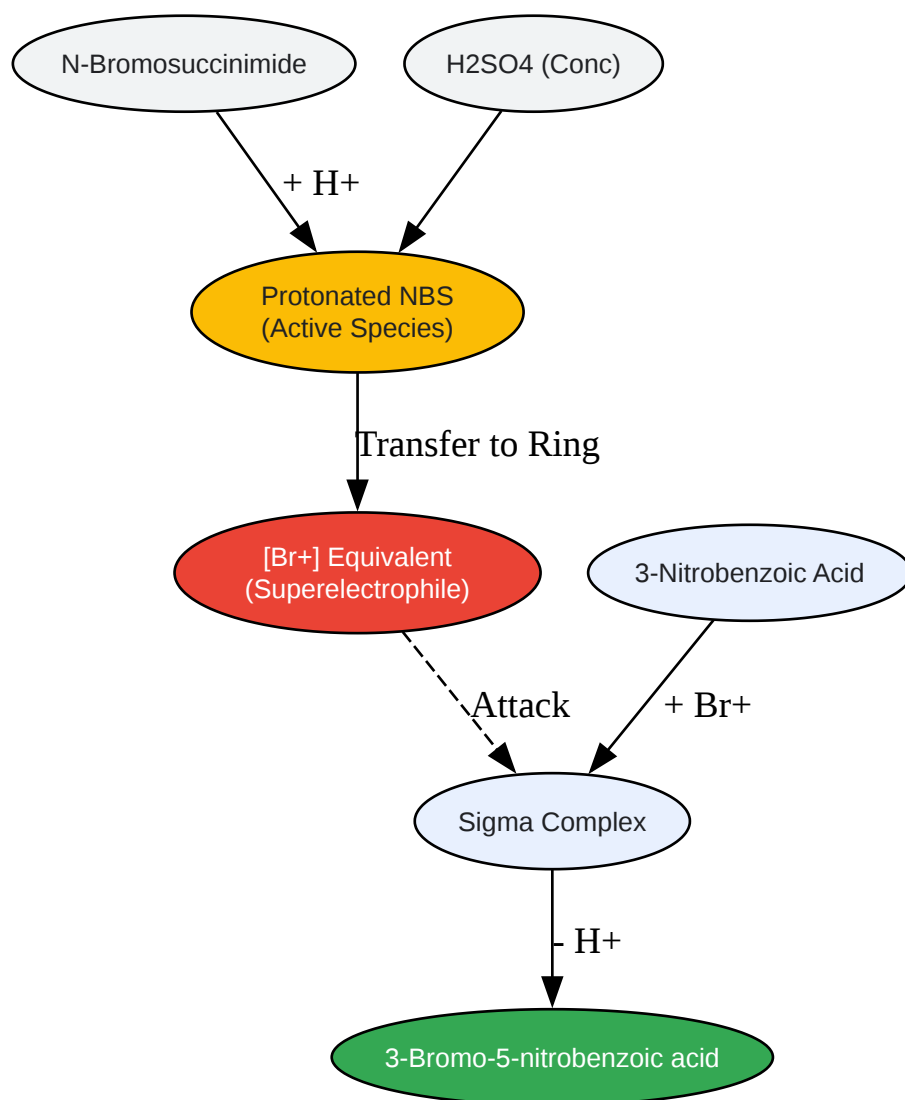 N-Bromosuccinimide
H2SO4 (Conc)
+ H+
Protonated NBS
(Active Species)
Transfer to Ring
[Br+] Equivalent
(Superelectrophile)
3-Nitrobenzoic Acid
Attack
+ Br+
Sigma Complex
- H+
3-Bromo-5-nitrobenzoic acid